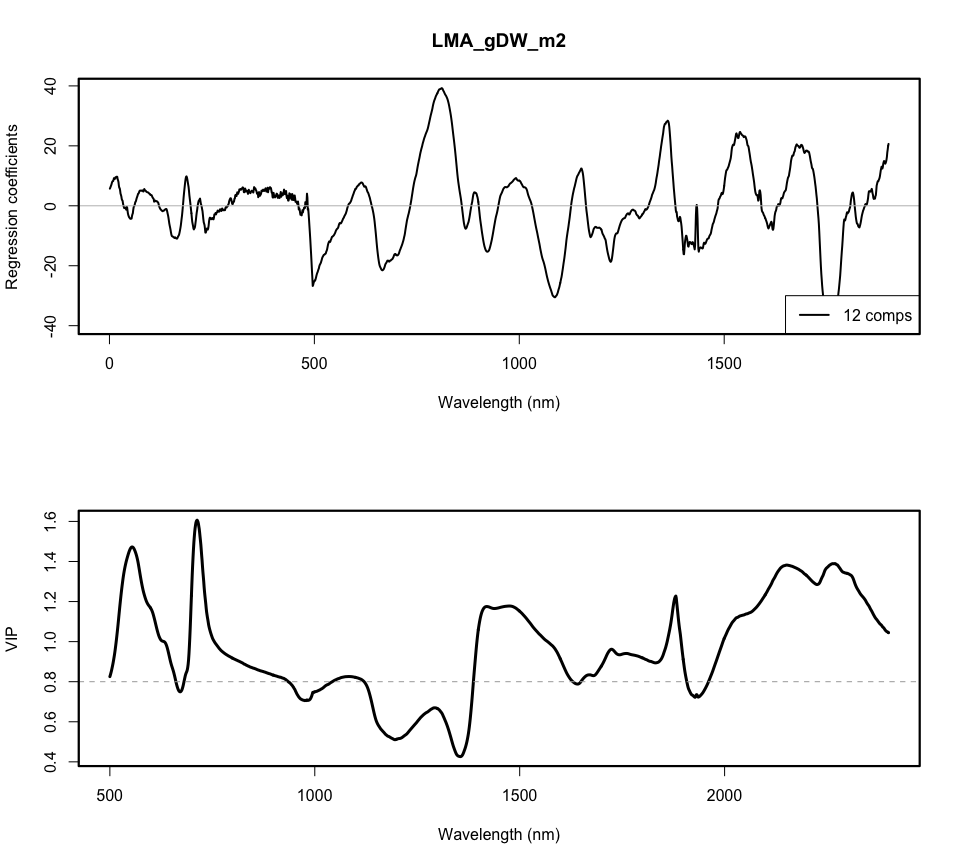 LMA_gDW_m2
40
20
0
-20
-40
Regression coefficients
12 comps
0 500 1000 1500
Wavelength (nm)
1.6
1.4
1.2
1.0
0.8
0.6
0.4
VIP
500 1000 1500 2000
Wavelength (nm)